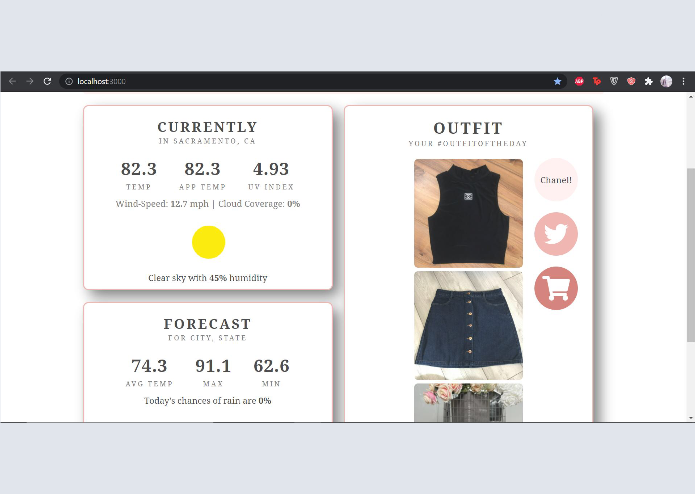 localhost:3000
CURRENTLY
IN SACRAMENTO, CA
82.3 82.3 4.93
TEMP APP TEMP UV INDEX
Wind-Speed: 12.7 mph | Cloud Coverage: 0%
Clear sky with 45% humidity
FORECAST
FOR CITY, STATE
74.3 91.1 62.6
AVG TEMP MAX MIN
Today's chances of rain are 0%
OUTFIT
YOUR #OUTFITOFTHEDAY
Chanel!